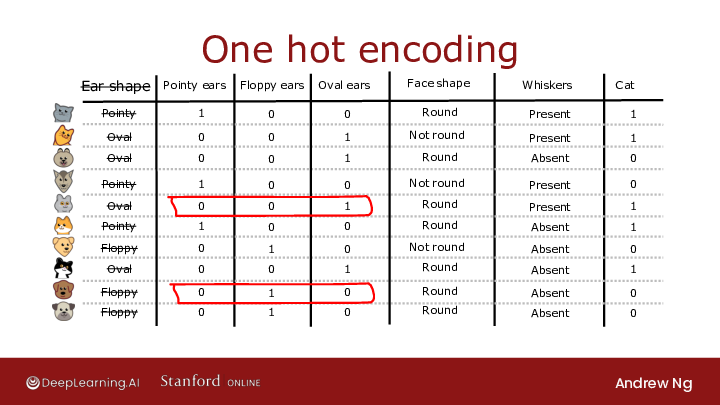 One hot encoding
Ear shape Pointy ears Floppy ears Oval ears Face shape Whiskers Cat
Pointy 1 0 0 Round Present 1
Oval 0 0 1 Not round Present 1
Oval 0 0 1 Round Absent 0
Pointy 1 0 0 Not round Present 0
Oval 0 0 1 Round Present 1
Pointy 1 0 0 Round Absent 1
Floppy 0 1 0 Not round Absent 0
Oval 0 0 1 Round Absent 1
Floppy 0 1 0 Round Absent 0
Floppy 0 1 0 Round Absent 0
DeepLearning.AI Stanford ONLINE Andrew Ng